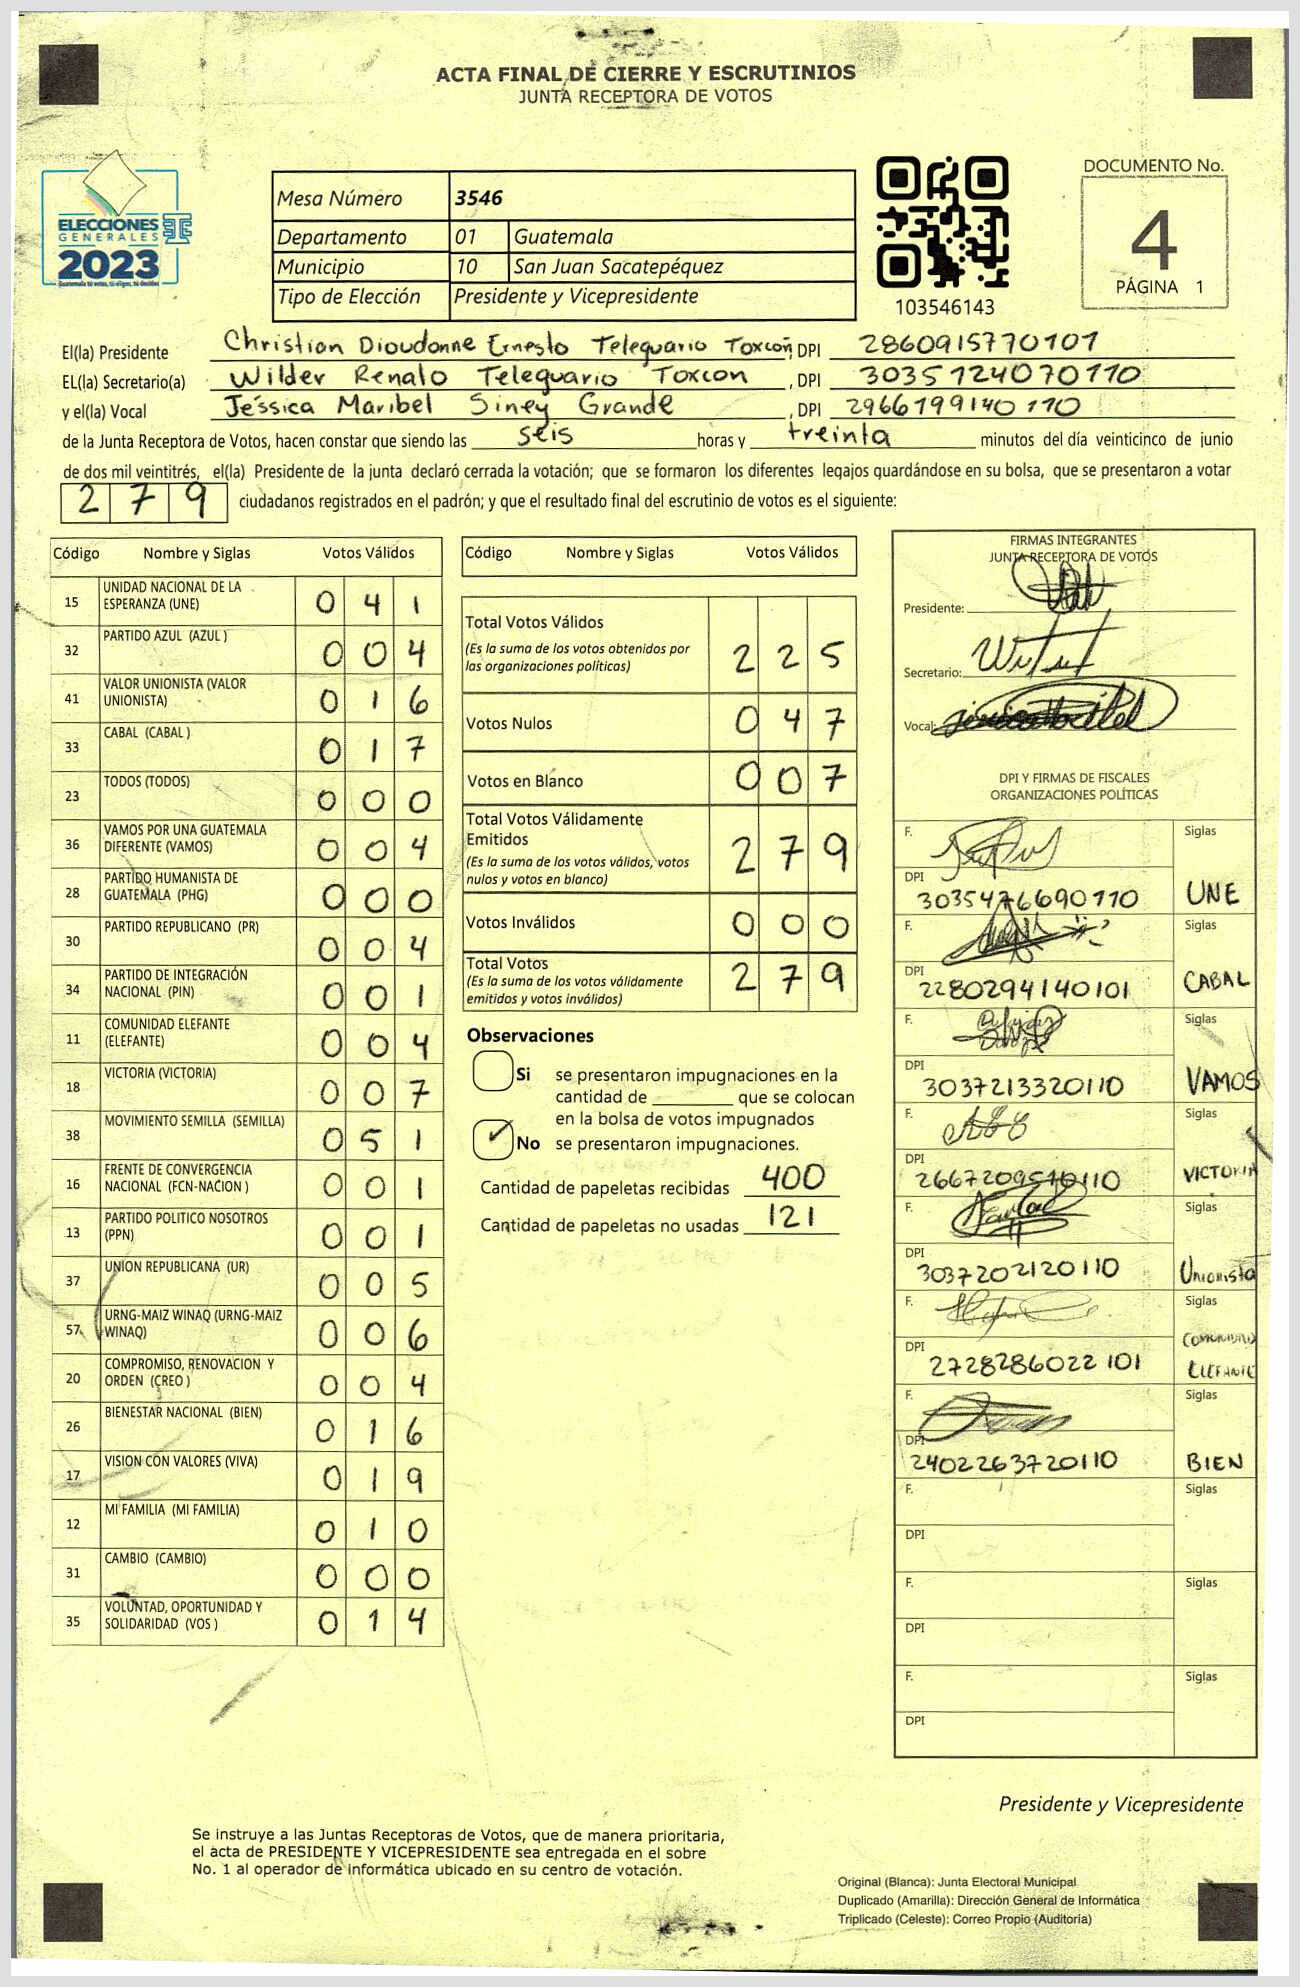 ACTA FINAL DE CIERRE Y ESCRUTINIOS
JUNTA RECEPTORA DE VOTOS
ELECCIONES
GENERALES
2023
Guatemala tú votas, tú eliges, tú decides
Mesa Número 3546
Departamento 01 Guatemala
Municipio 10 San Juan Sacatepéquez
Tipo de Elección Presidente y Vicepresidente
103546143
DOCUMENTO No.
4
PÁGINA 1
El(la) Presidente Christian Dioudonne Ernesto Teleguario Toxcon, DPI 2860915770101
EL(la) Secretario(a) Wilder Renato Teleguario Toxcon, DPI 3035124070110
y el(la) Vocal Jessica Maribel Siney Grande, DPI 2966199140110
de la Junta Receptora de Votos, hacen constar que siendo las seis horas y treinta minutos del día veinticinco de junio
de dos mil veintitrés, el(la) Presidente de la junta declaró cerrada la votación; que se formaron los diferentes legajos guardándose en su bolsa, que se presentaron a votar
279 ciudadanos registrados en el padrón; y que el resultado final del escrutinio de votos es el siguiente:
Código Nombre y Siglas Votos Válidos
15 UNIDAD NACIONAL DE LA ESPERANZA (UNE) 0 4 1
32 PARTIDO AZUL (AZUL ) 0 0 4
41 VALOR UNIONISTA (VALOR UNIONISTA) 0 1 6
33 CABAL (CABAL ) 0 1 7
23 TODOS (TODOS) 0 0 0
36 VAMOS POR UNA GUATEMALA DIFERENTE (VAMOS) 0 0 4
28 PARTIDO HUMANISTA DE GUATEMALA (PHG) 0 0 0
30 PARTIDO REPUBLICANO (PR) 0 0 4
34 PARTIDO DE INTEGRACIÓN NACIONAL (PIN) 0 0 1
11 COMUNIDAD ELEFANTE (ELEFANTE) 0 0 4
18 VICTORIA (VICTORIA) 0 0 7
38 MOVIMIENTO SEMILLA (SEMILLA) 0 5 1
16 FRENTE DE CONVERGENCIA NACIONAL (FCN-NACION ) 0 0 1
13 PARTIDO POLITICO NOSOTROS (PPN) 0 0 1
37 UNION REPUBLICANA (UR) 0 0 5
57 URNG-MAIZ WINAQ (URNG-MAIZ WINAQ) 0 0 6
20 COMPROMISO, RENOVACION Y ORDEN (CREO ) 0 0 4
26 BIENESTAR NACIONAL (BIEN) 0 1 6
17 VISION CON VALORES (VIVA) 0 1 9
12 MI FAMILIA (MI FAMILIA) 0 1 0
31 CAMBIO (CAMBIO) 0 0 0
35 VOLUNTAD, OPORTUNIDAD Y SOLIDARIDAD (VOS ) 0 1 4
Código Nombre y Siglas Votos Válidos
Total Votos Válidos
(Es la suma de los votos obtenidos por las organizaciones políticas) 2 2 5
Votos Nulos 0 4 7
Votos en Blanco 0 0 7
Total Votos Válidamente Emitidos
(Es la suma de los votos válidos, votos nulos y votos en blanco) 2 7 9
Votos Inválidos 0 0 0
Total Votos
(Es la suma de los votos válidamente emitidos y votos inválidos) 2 7 9
Observaciones
Si se presentaron impugnaciones en la
cantidad de ________ que se colocan
en la bolsa de votos impugnados
✓ No se presentaron impugnaciones.
Cantidad de papeletas recibidas 400
Cantidad de papeletas no usadas 121
FIRMAS INTEGRANTES
JUNTA RECEPTORA DE VOTOS
Presidente:
Secretario:
Vocal:
DPI Y FIRMAS DE FISCALES
ORGANIZACIONES POLÍTICAS
F. Siglas
DPI 3035476690110 UNE
F. Siglas
DPI 2280294140101 CABAL
F. Siglas
DPI 3037213320110 VAMOS
F. Siglas
DPI 2667209510110 VICTORIA
F. Siglas
DPI 3037202120110 Unionista
F. Siglas
DPI 2728286022101 COMUNIDAD ELEFANTE
F. Siglas
DPI 2402263720110 BIEN
F. Siglas
DPI
F. Siglas
DPI
F. Siglas
DPI
Presidente y Vicepresidente
Se instruye a las Juntas Receptoras de Votos, que de manera prioritaria,
el acta de PRESIDENTE Y VICEPRESIDENTE sea entregada en el sobre
No. 1 al operador de informática ubicado en su centro de votación.
Original (Blanca): Junta Electoral Municipal
Duplicado (Amarilla): Dirección General de Informática
Triplicado (Celeste): Correo Propio (Auditoría)